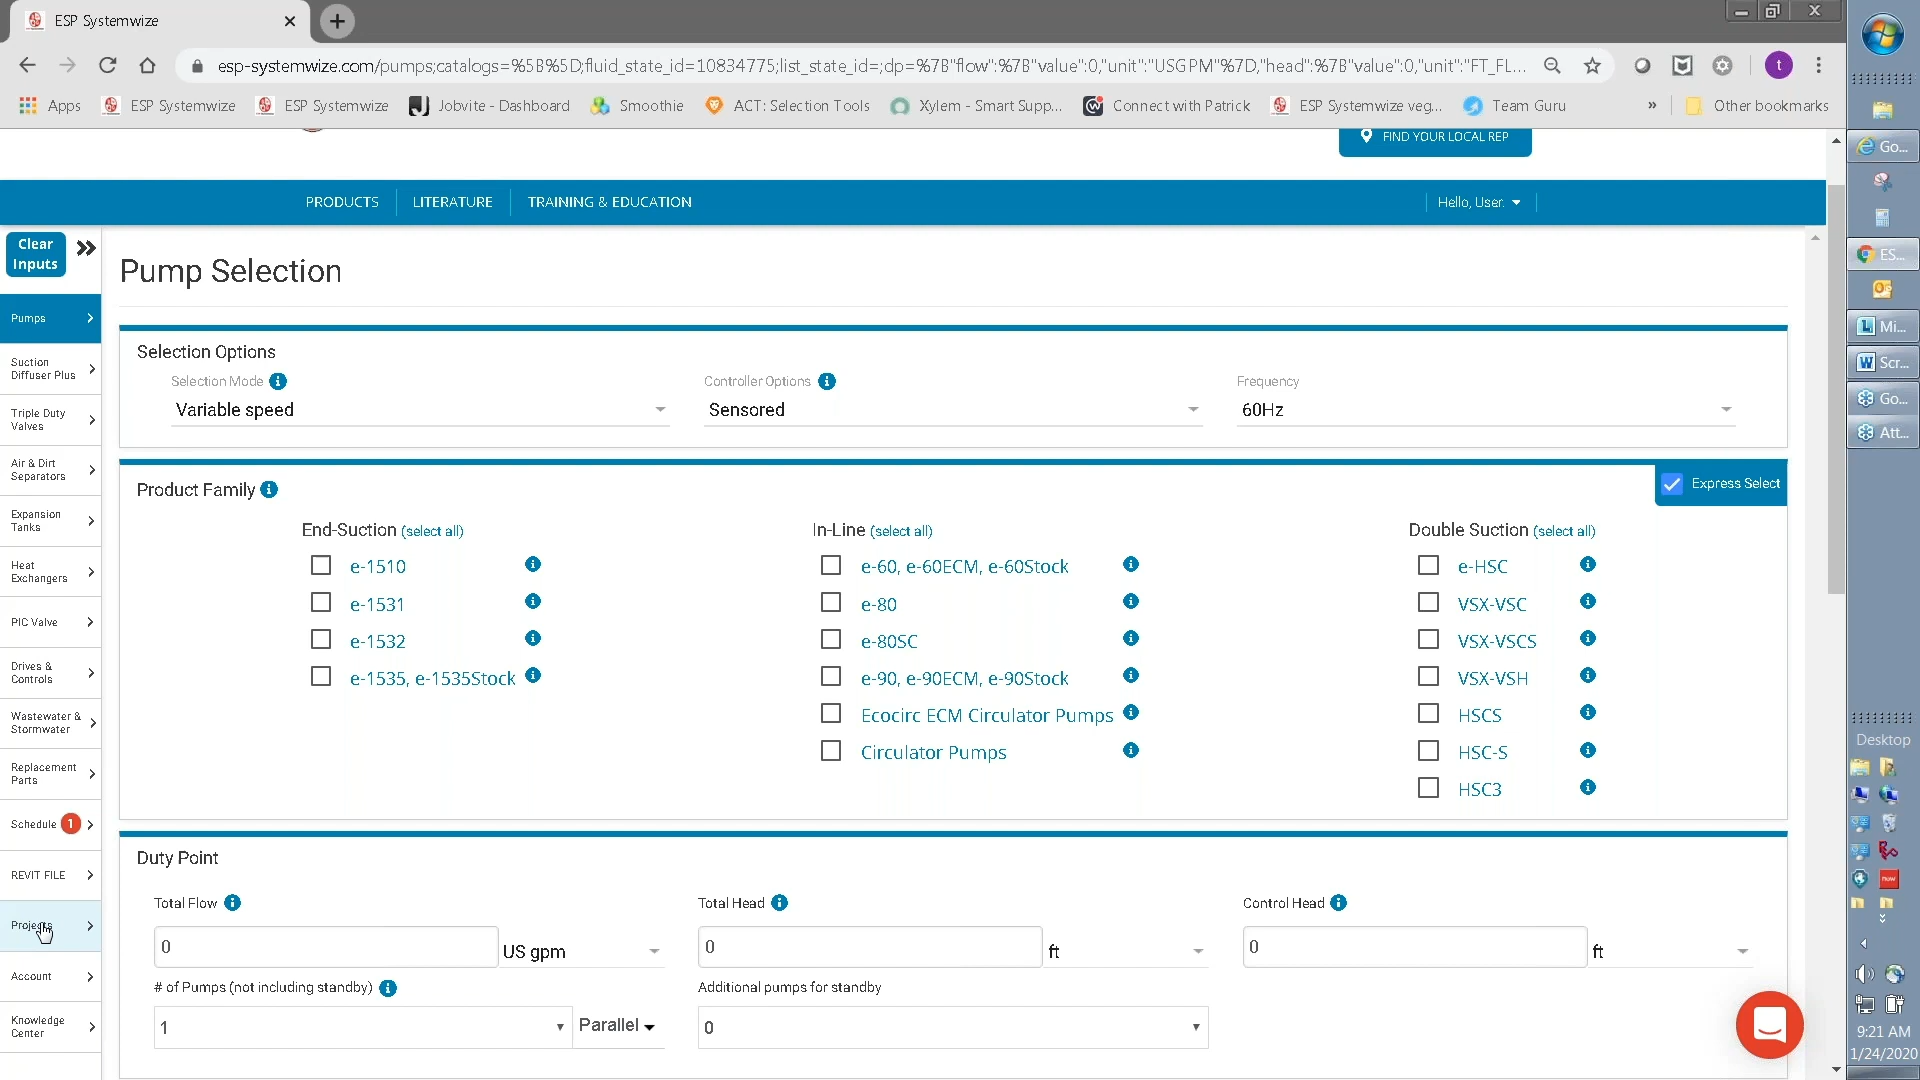 ESP Systemwize
esp-systemwize.com/pumps;catalogs=%5B%5D;fluid_state_id=10834775;list_state_id=;dp=%7B"flow":%7B"value":0,"unit":"USGPM"%7D,"head":%7B"value":0,"unit":"FT_FL...
t
Apps ESP Systemwize ESP Systemwize Jobvite - Dashboard Smoothie ACT: Selection Tools Xylem - Smart Supp... Connect with Patrick ESP Systemwize veg... Team Guru » Other bookmarks
FIND YOUR LOCAL REP
PRODUCTS LITERATURE TRAINING & EDUCATION Hello, User.
Clear
Inputs
Pumps
Suction
Diffuser Plus
Triple Duty
Valves
Air & Dirt
Separators
Expansion
Tanks
Heat
Exchangers
PIC Valve
Drives &
Controls
Wastewater &
Stormwater
Replacement
Parts
Schedule 1
REVIT FILE
Projects
Account
Knowledge
Center
Pump Selection
Selection Options
Selection Mode Controller Options Frequency
Variable speed Sensored 60Hz
Product Family Express Select
End-Suction (select all)
e-1510
e-1531
e-1532
e-1535, e-1535Stock
In-Line (select all)
e-60, e-60ECM, e-60Stock
e-80
e-80SC
e-90, e-90ECM, e-90Stock
Ecocirc ECM Circulator Pumps
Circulator Pumps
Double Suction (select all)
e-HSC
VSX-VSC
VSX-VSCS
VSX-VSH
HSCS
HSC-S
HSC3
Duty Point
Total Flow Total Head Control Head
0 US gpm 0 ft 0 ft
# of Pumps (not including standby) Additional pumps for standby
1 Parallel 0
Go...
ES...
Mi...
Scr...
Go...
Att...
Desktop
9:21 AM
1/24/2020